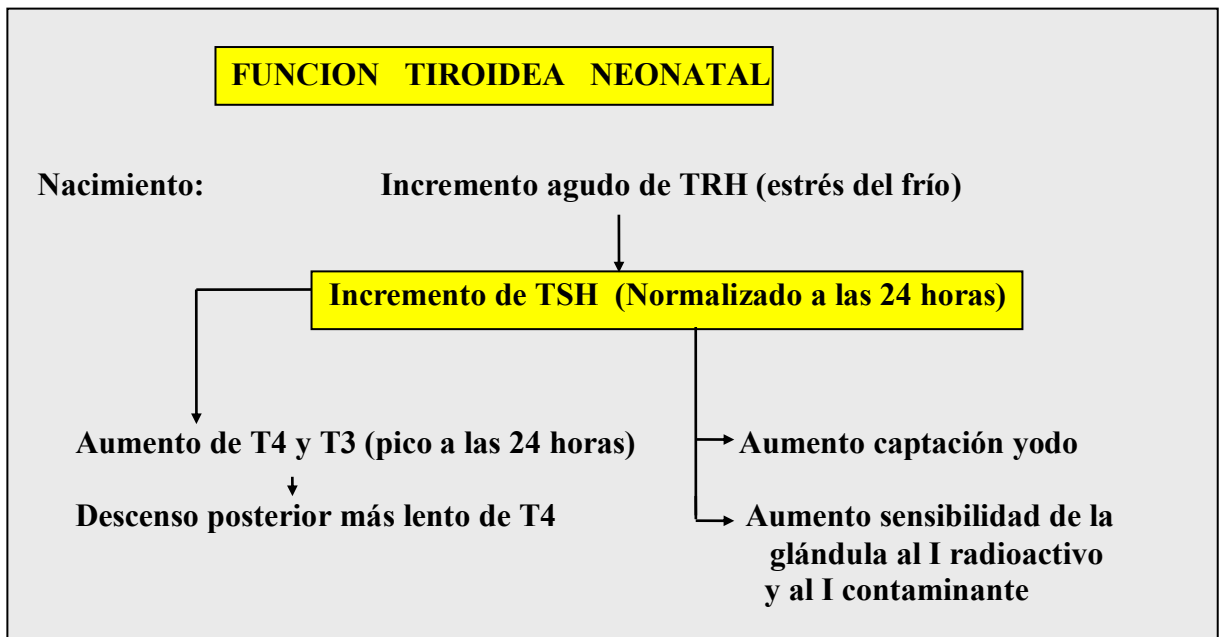 FUNCION TIROIDEA NEONATAL
Nacimiento: Incremento agudo de TRH (estrés del frío)
Incremento de TSH (Normalizado a las 24 horas)
Aumento de T4 y T3 (pico a las 24 horas)
Descenso posterior más lento de T4
Aumento captación yodo
Aumento sensibilidad de la
glándula al I radioactivo
y al I contaminante